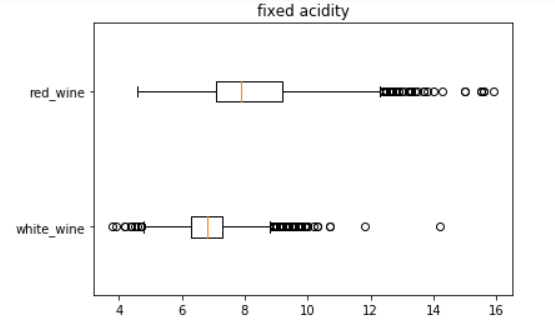 fixed acidity
red_wine
white_wine
4 6 8 10 12 14 16